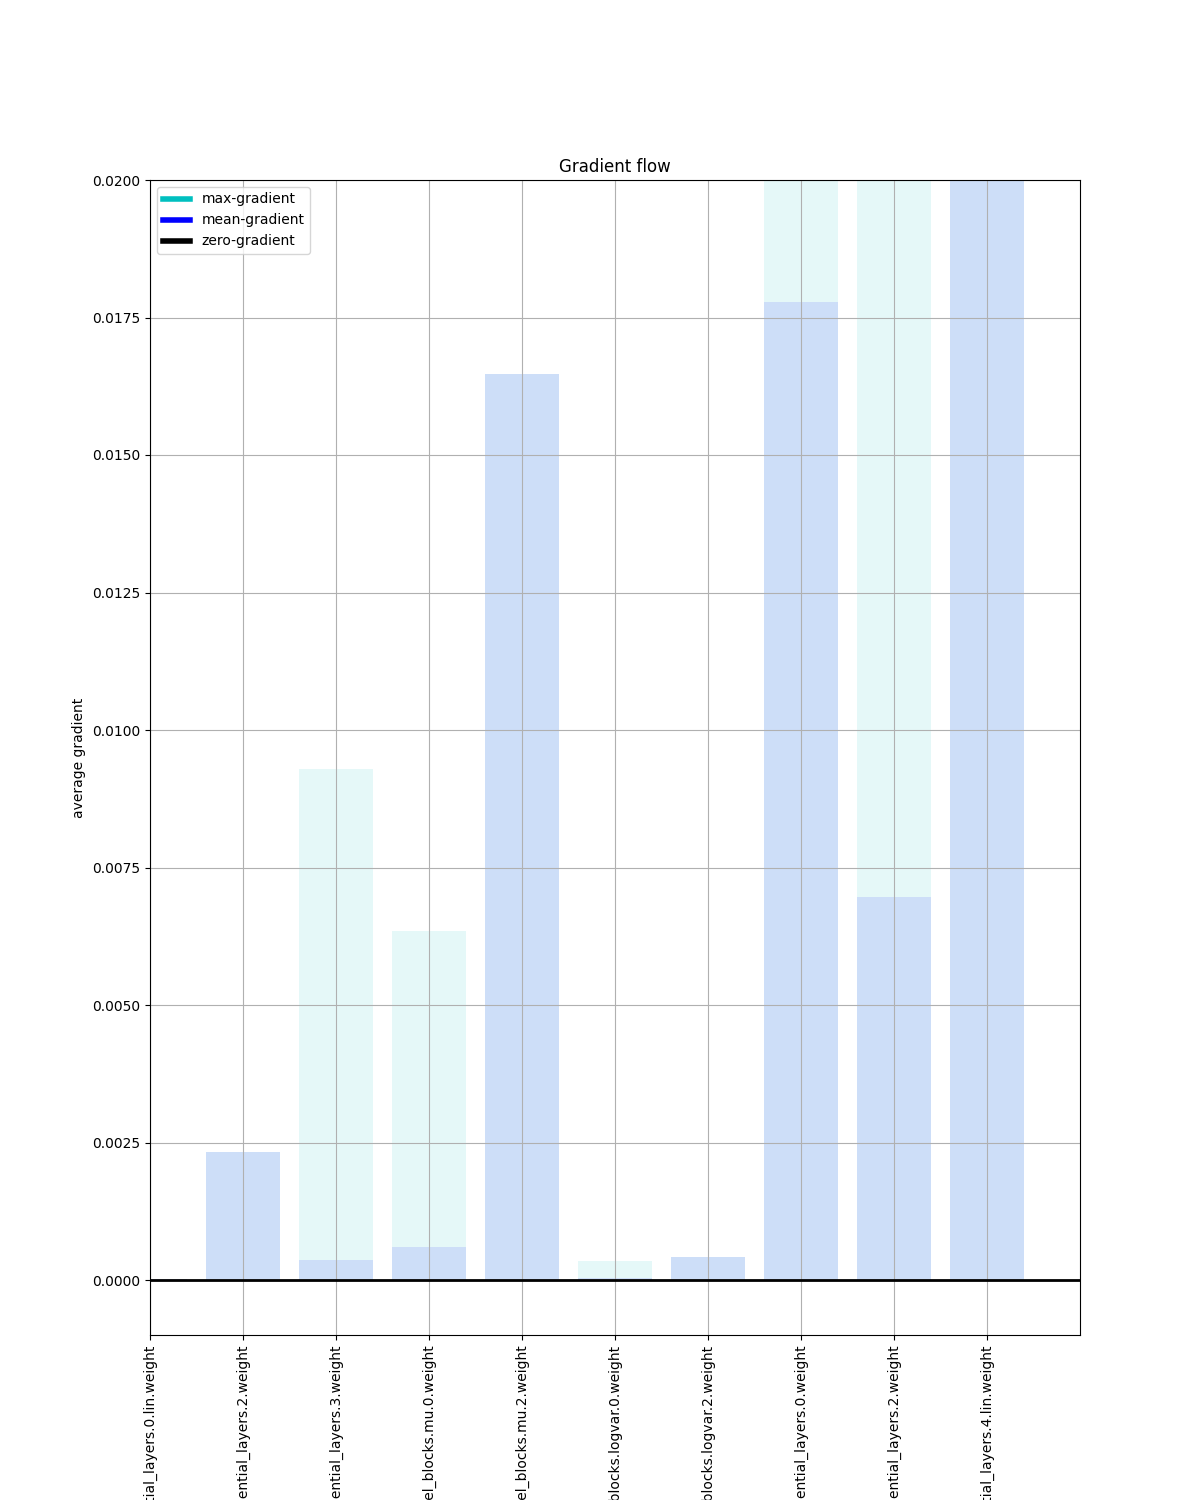 Gradient flow
max-gradient
mean-gradient
zero-gradient
0.0200
0.0175
0.0150
0.0125
0.0100
0.0075
0.0050
0.0025
0.0000
average gradient
tial_layers.0.lin.weight
ential_layers.2.weight
ential_layers.3.weight
el_blocks.mu.0.weight
el_blocks.mu.2.weight
blocks.logvar.0.weight
blocks.logvar.2.weight
ential_layers.0.weight
ential_layers.2.weight
tial_layers.4.lin.weight